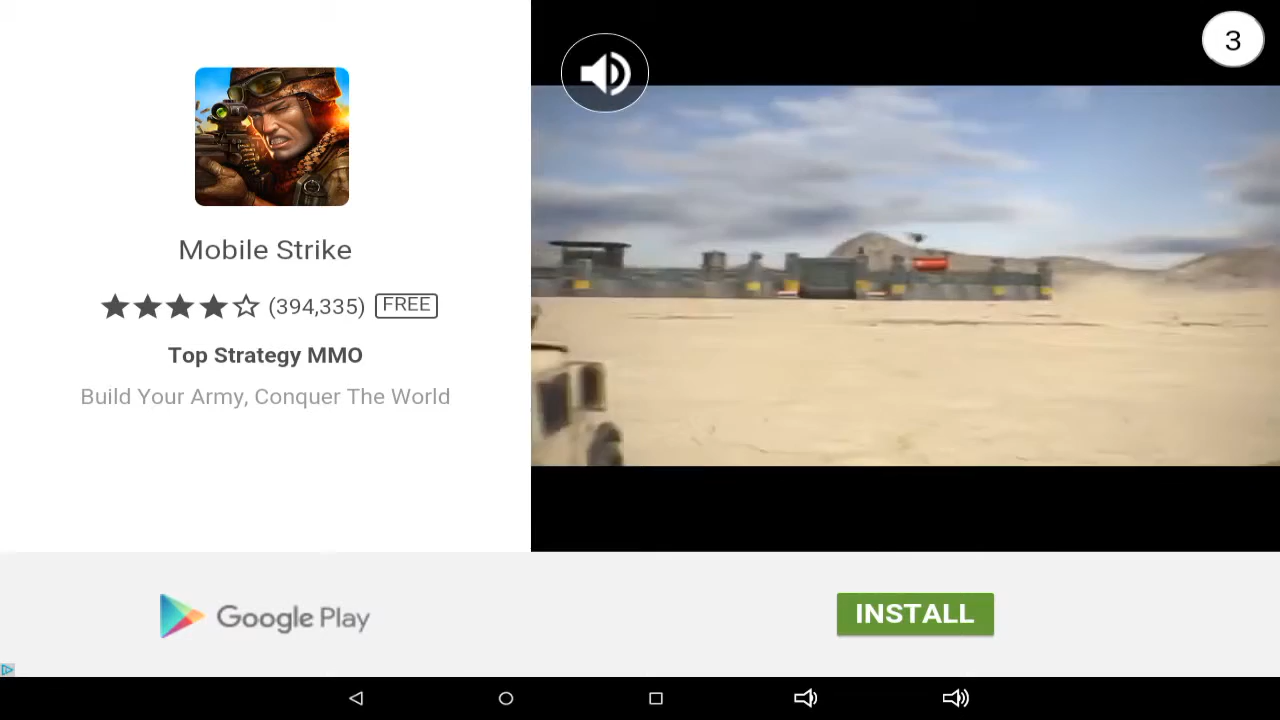 3
Mobile Strike
(394,335) FREE
Top Strategy MMO
Build Your Army, Conquer The World
Google Play
INSTALL